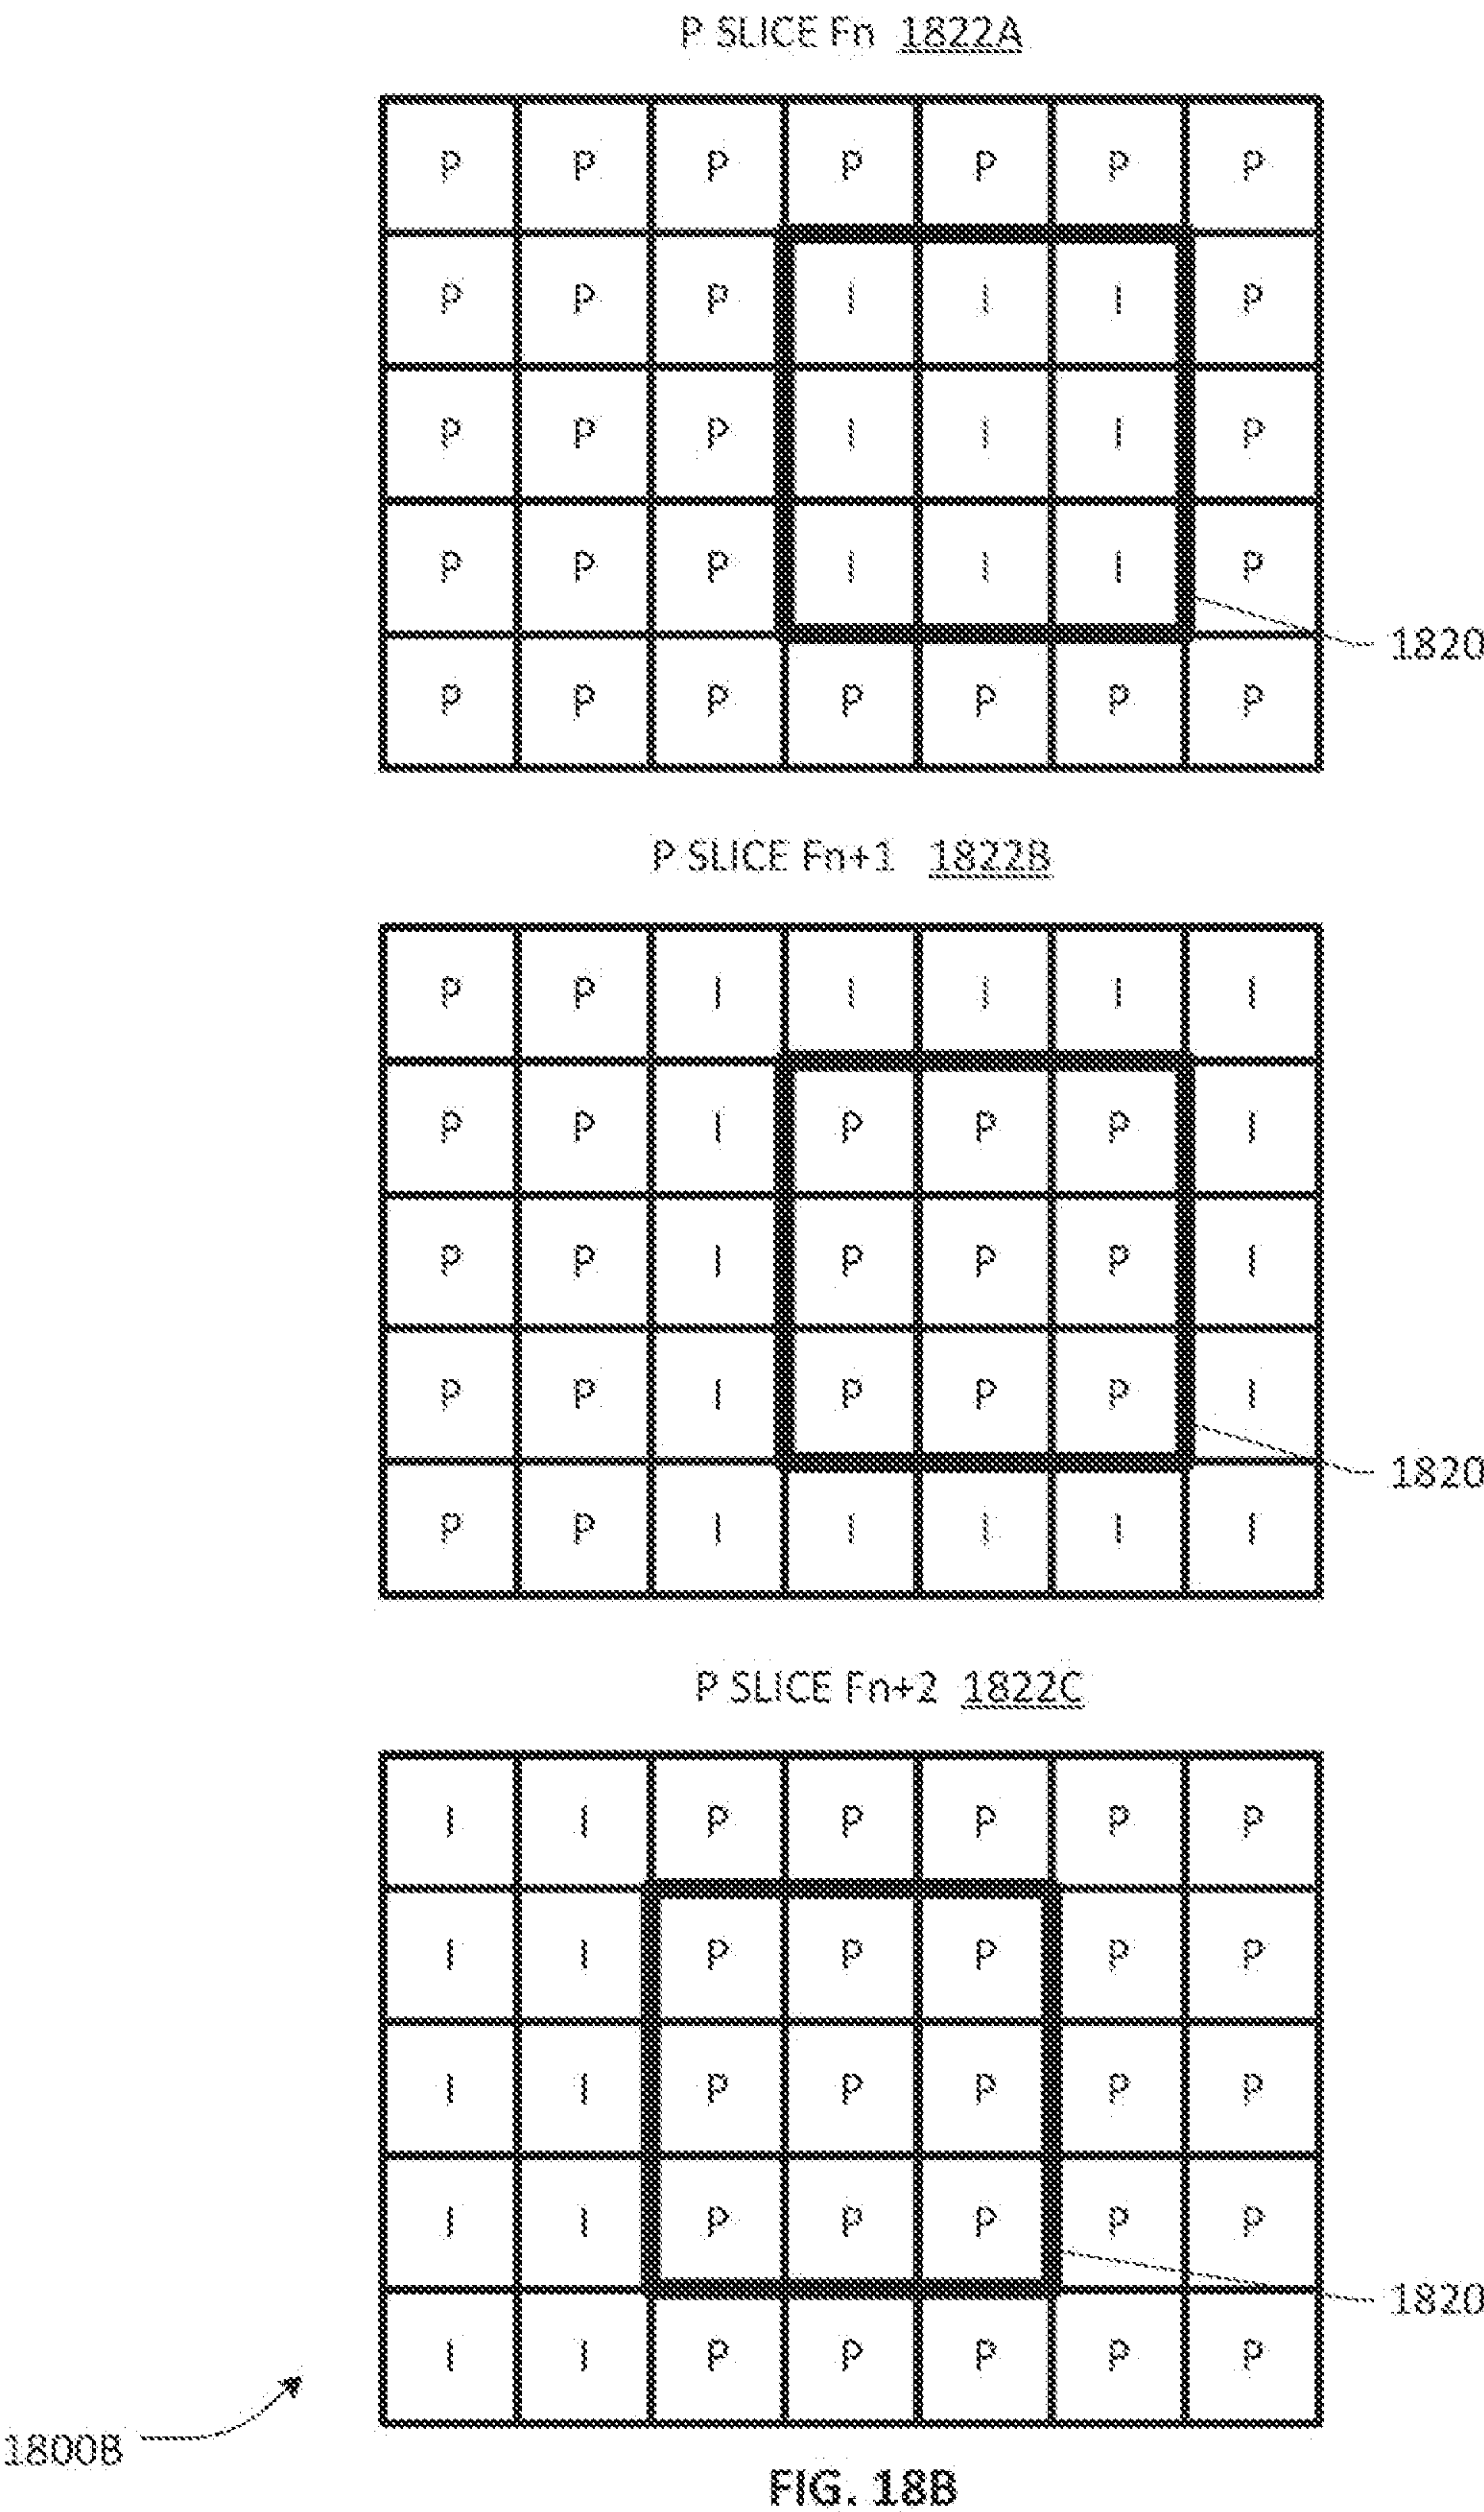 P SLICE Fn 1822A
P P P P P P P
P P P I I I P
P P P I I I P
P P P I I I P
1820
P P P P P P P
P SLICE Fn+1 1822B
P P I I I I I
P P I P P P I
P P I P P P I
P P I P P P I
1820
P P I I I I I
P SLICE Fn+2 1822C
I I P P P P P
I I P P P P P
I I P P P P P
I I P P P P P
1820
I I P P P P P
1800B
FIG. 18B